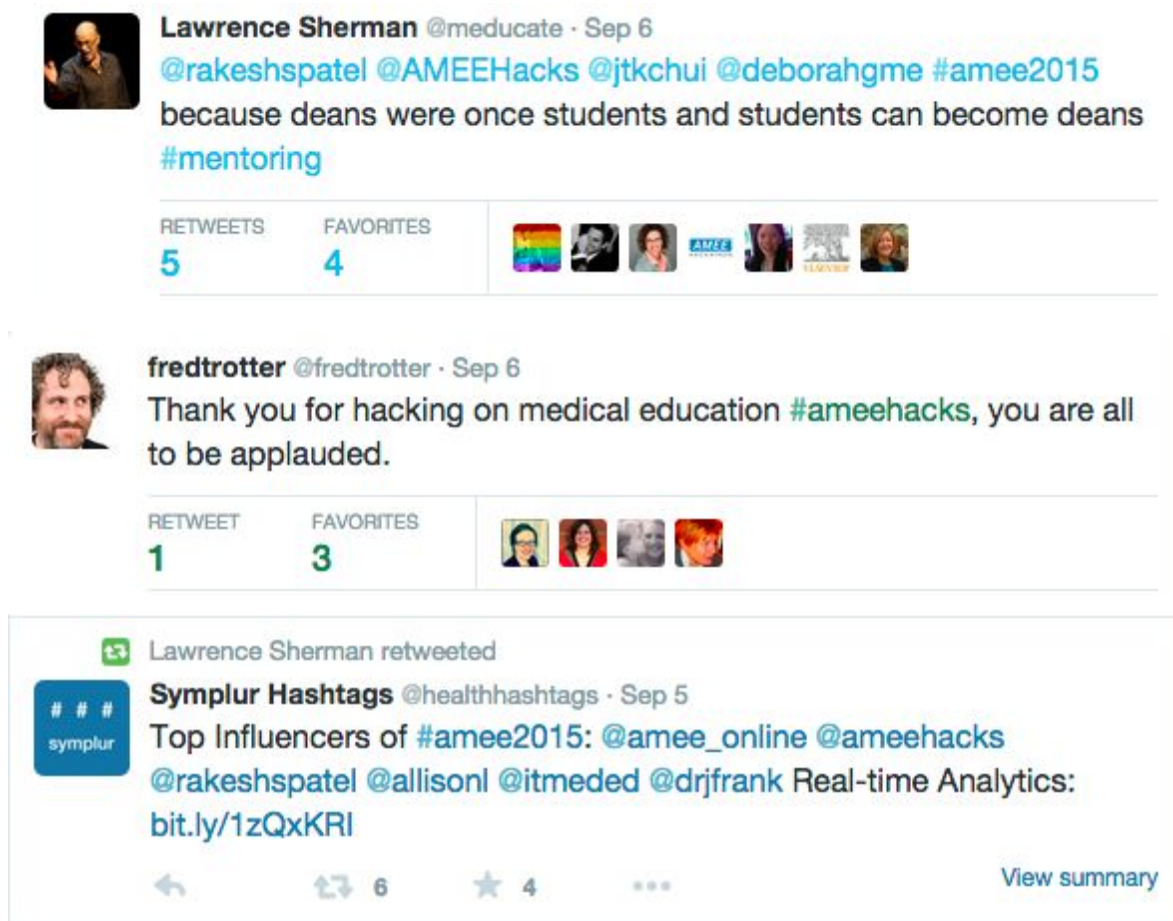 Lawrence Sherman @meducate · Sep 6
@rakeshspatel @AMEEHacks @jtkchui @deborahgme #amee2015
because deans were once students and students can become deans
#mentoring
RETWEETS FAVORITES
5 4
AMEE
ELSEVIER
fredtrotter @fredtrotter · Sep 6
Thank you for hacking on medical education #ameehacks, you are all
to be applauded.
RETWEET FAVORITES
1 3
Lawrence Sherman retweeted
# # #
symplur
Symplur Hashtags @healthhashtags · Sep 5
Top Influencers of #amee2015: @amee_online @ameehacks
@rakeshspatel @allisonl @itmeded @drjfrank Real-time Analytics:
bit.ly/1zQxKRI
6 4
View summary